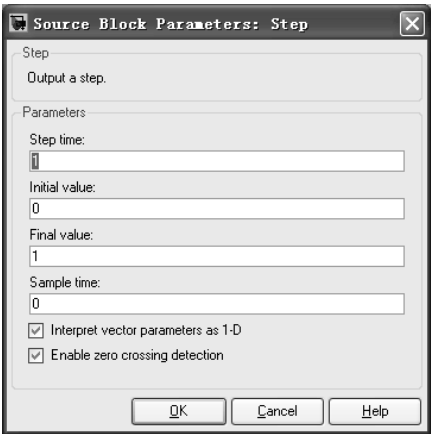 Source Block Parameters: Step
Step
Output a step.
Parameters
Step time:
1
Initial value:
0
Final value:
1
Sample time:
0
Interpret vector parameters as 1-D
Enable zero crossing detection
OK Cancel Help